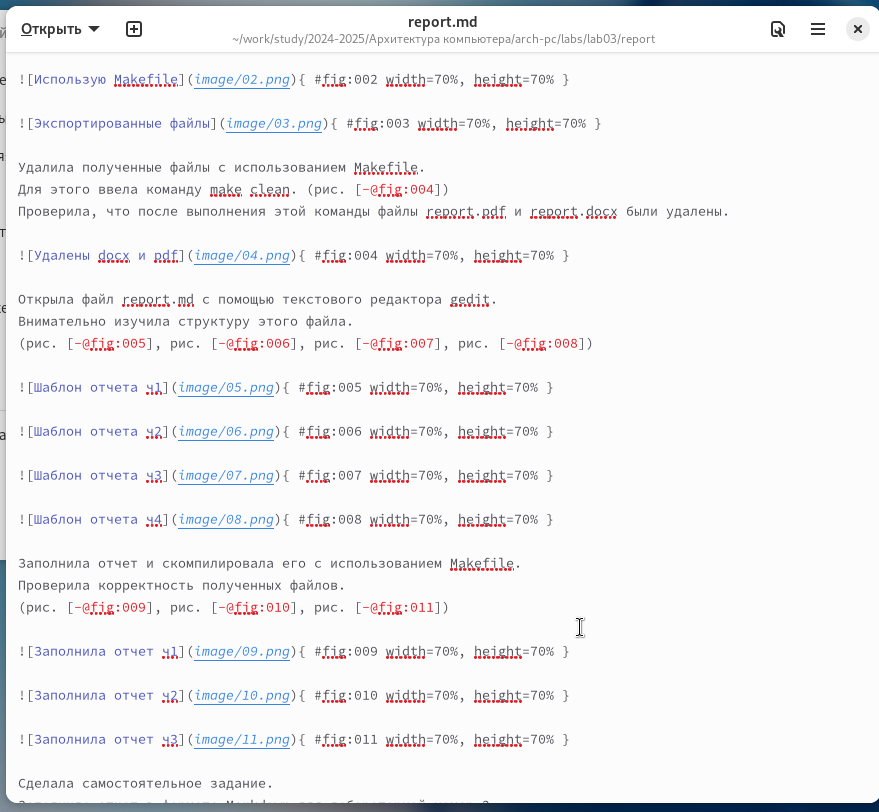 Открыть
report.md
~/work/study/2024-2025/Архитектура компьютера/arch-pc/labs/lab03/report
![Использую Makefile](image/02.png){ #fig:002 width=70%, height=70% }
![Экспортированные файлы](image/03.png){ #fig:003 width=70%, height=70% }
Удалила полученные файлы с использованием Makefile.
Для этого ввела команду make clean. (рис. [-@fig:004])
Проверила, что после выполнения этой команды файлы report.pdf и report.docx были удалены.
![Удалены docx и pdf](image/04.png){ #fig:004 width=70%, height=70% }
Открыла файл report.md с помощью текстового редактора gedit.
Внимательно изучила структуру этого файла.
(рис. [-@fig:005], рис. [-@fig:006], рис. [-@fig:007], рис. [-@fig:008])
![Шаблон отчета ч1](image/05.png){ #fig:005 width=70%, height=70% }
![Шаблон отчета ч2](image/06.png){ #fig:006 width=70%, height=70% }
![Шаблон отчета ч3](image/07.png){ #fig:007 width=70%, height=70% }
![Шаблон отчета ч4](image/08.png){ #fig:008 width=70%, height=70% }
Заполнила отчет и скомпилировала его с использованием Makefile.
Проверила корректность полученных файлов.
(рис. [-@fig:009], рис. [-@fig:010], рис. [-@fig:011])
![Заполнила отчет ч1](image/09.png){ #fig:009 width=70%, height=70% }
![Заполнила отчет ч2](image/10.png){ #fig:010 width=70%, height=70% }
![Заполнила отчет ч3](image/11.png){ #fig:011 width=70%, height=70% }
Сделала самостоятельное задание.